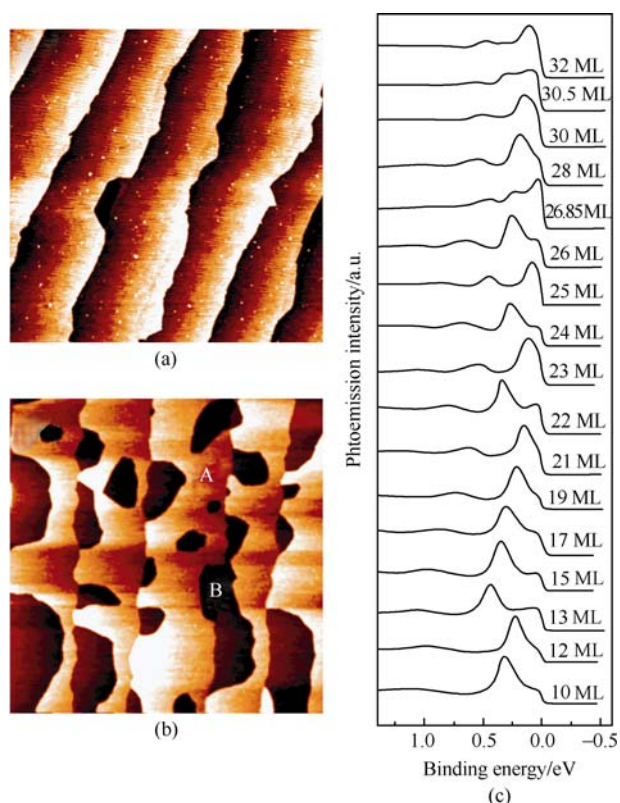 (a)
A
B
(b)
Phtoemission intensity/a.u.
32 ML
30.5 ML
30 ML
28 ML
26.85ML
26 ML
25 ML
24 ML
23 ML
22 ML
21 ML
19 ML
17 ML
15 ML
13 ML
12 ML
10 ML
1.0 0.5 0.0 −0.5
Binding energy/eV
(c)